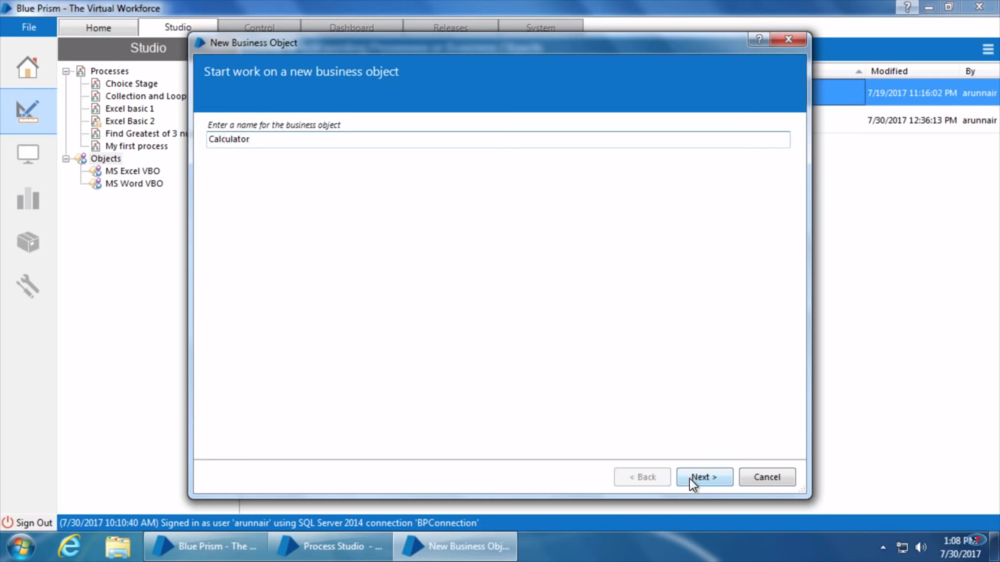 Blue Prism - The Virtual Workforce
File
Home
Studio
Control
Dashboard
Releases
System
Studio
New Business Object
Start work on a new business object
Enter a name for the business object
Calculator
Processes
Choice Stage
Collection and Loop
Excel basic 1
Excel Basic 2
Find Greatest of 3 nu
My first process
Objects
MS Excel VBO
MS Word VBO
Modified
By
7/19/2017 11:16:02 PM arunnair
7/30/2017 12:36:13 PM arunnair
< Back
Next >
Cancel
Sign Out
(7/30/2017 10:10:40 AM) Signed in as user 'arunnair' using SQL Server 2014 connection 'BPConnection'
Blue Prism - The ...
Process Studio - ...
New Business Obj...
1:08 PM
7/30/2017